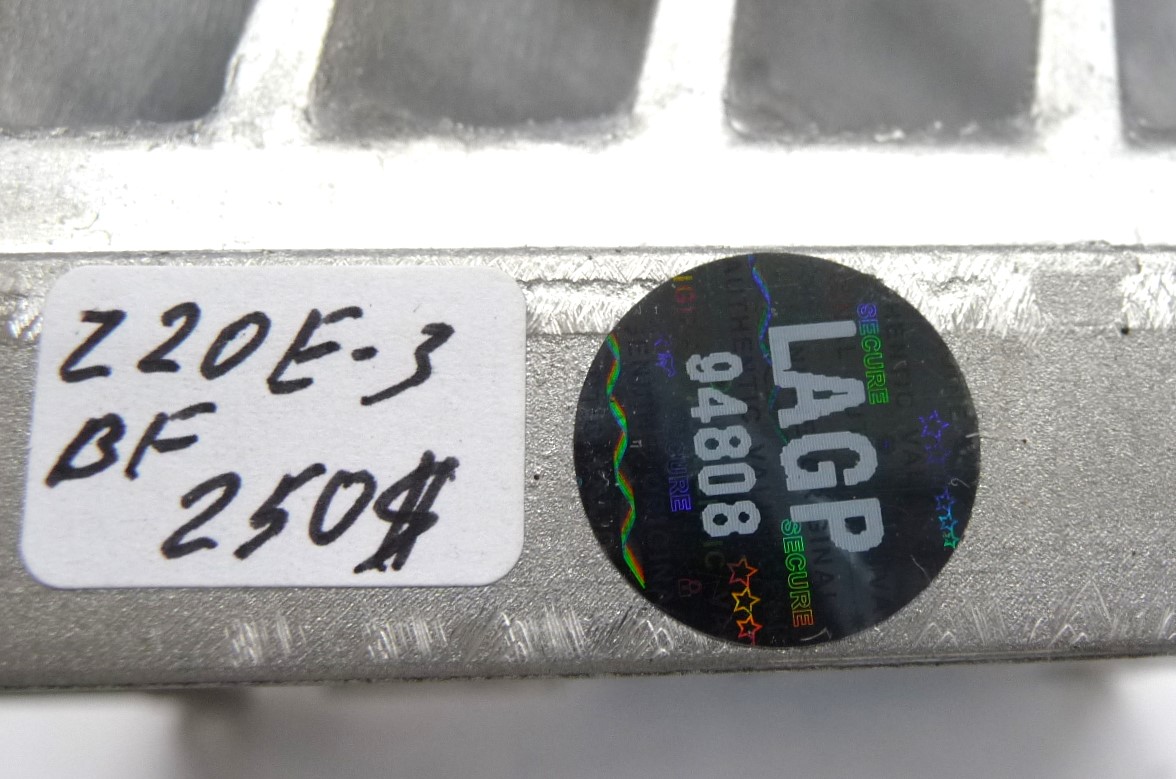 Z20E-3
BF
250$
LAGP
94808
SECURE
SECURE